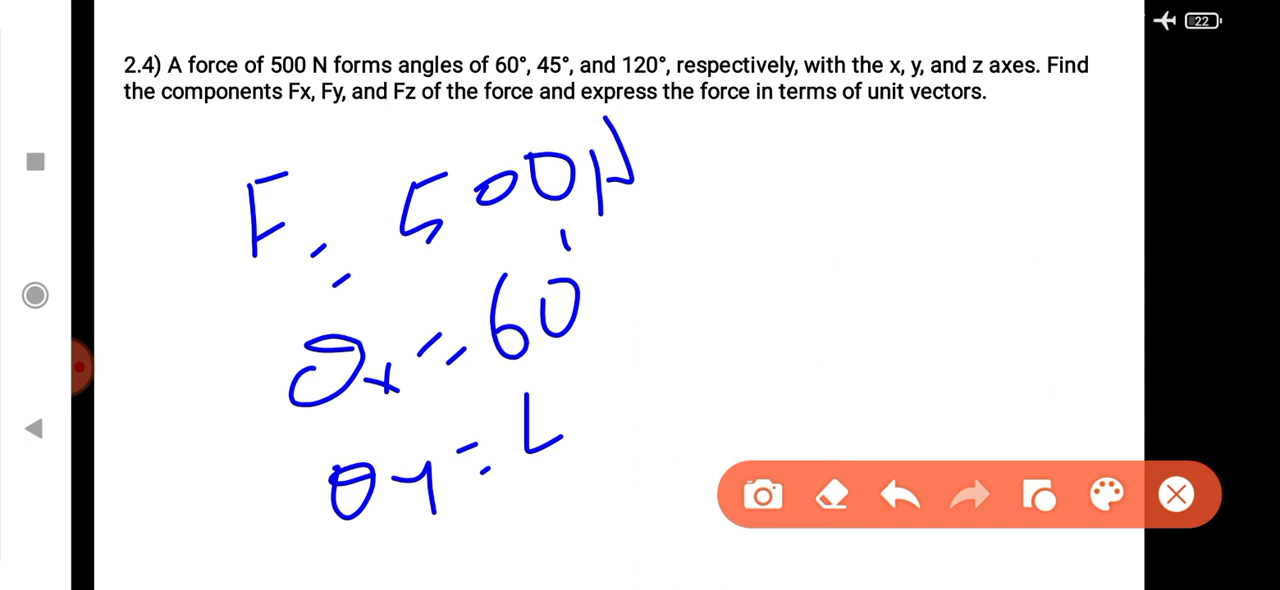 22
2.4) A force of 500 N forms angles of 60°, 45°, and 120°, respectively, with the x, y, and z axes. Find
the components Fx, Fy, and Fz of the force and express the force in terms of unit vectors.
F = 500N
θx = 60
θy =